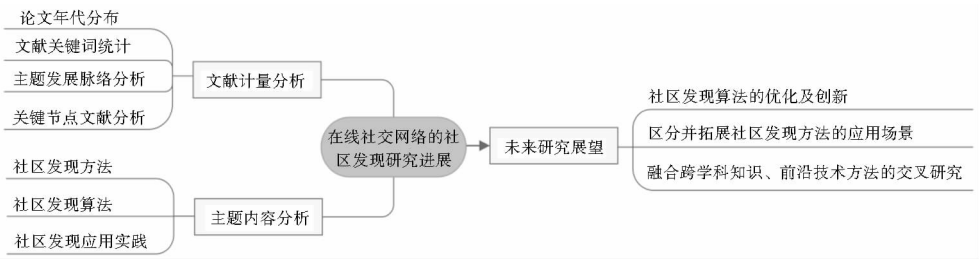 论文年代分布
文献关键词统计
主题发展脉络分析
关键节点文献分析
文献计量分析
社区发现方法
社区发现算法
社区发现应用实践
主题内容分析
在线社交网络的社
区发现研究进展
未来研究展望
社区发现算法的优化及创新
区分并拓展社区发现方法的应用场景
融合跨学科知识、前沿技术方法的交叉研究